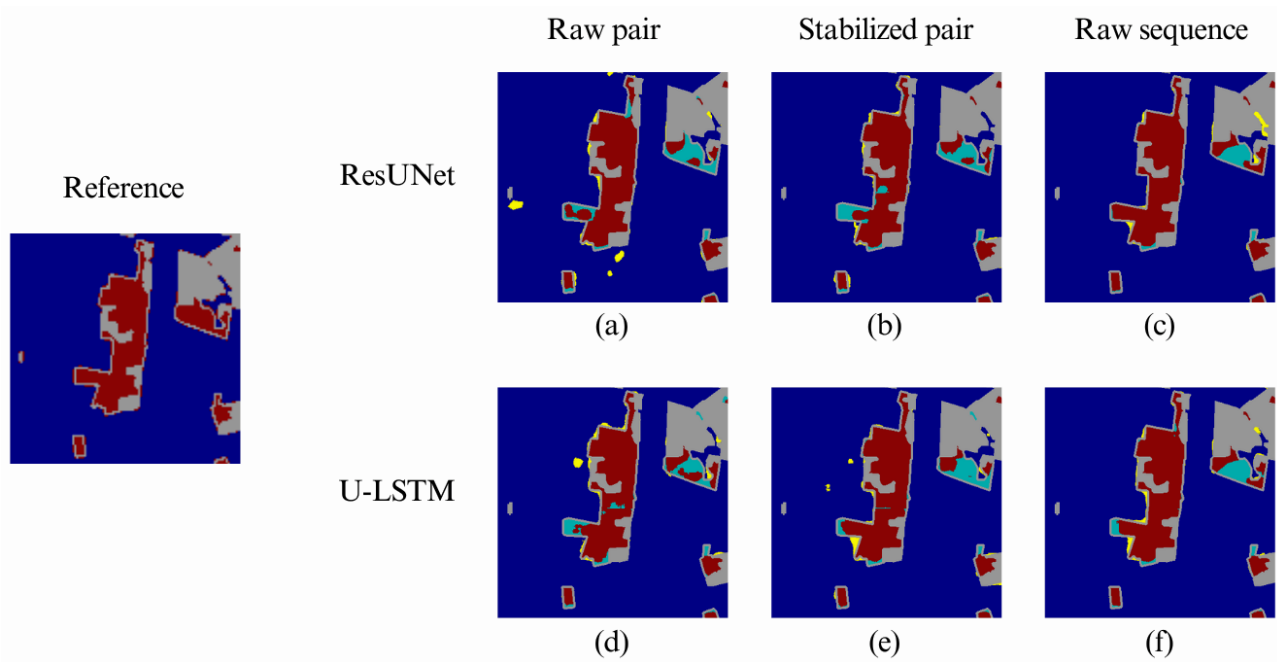 Raw pair Stabilized pair Raw sequence
ResUNet
Reference
(a) (b) (c)
U-LSTM
(d) (e) (f)